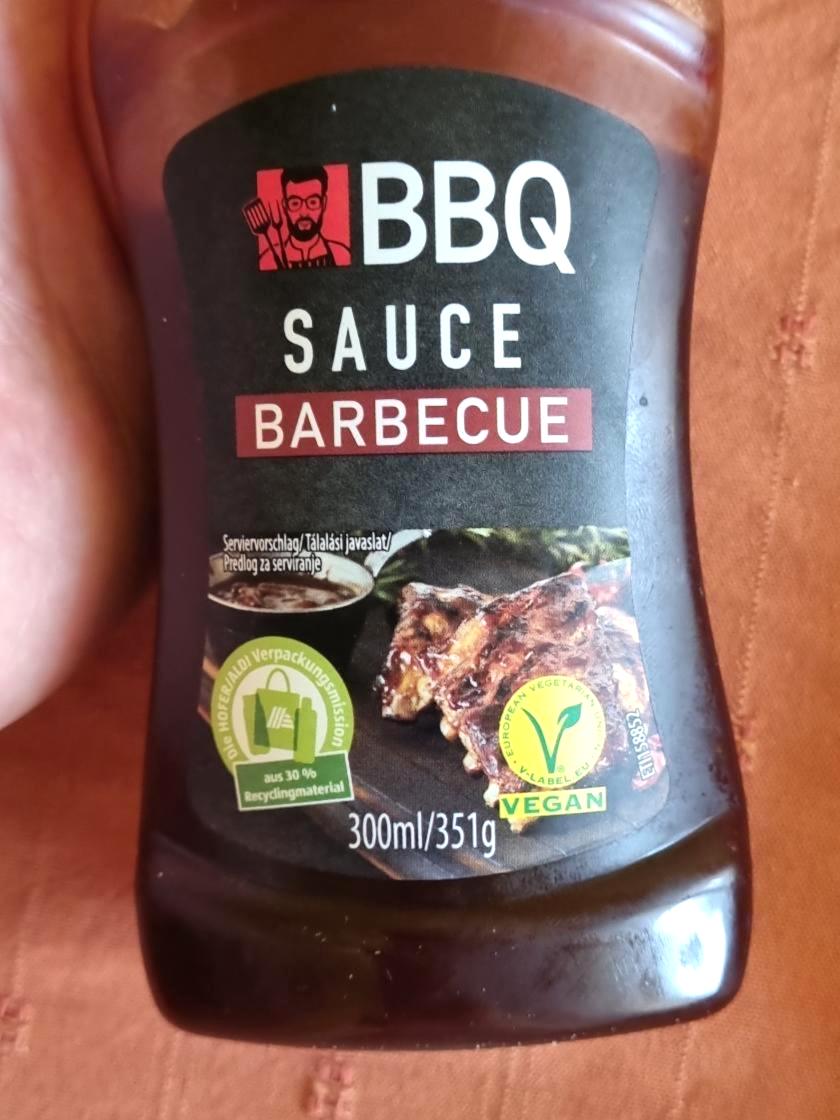 BBQ
SAUCE
BARBECUE
Serviervorschlag/Tálalási javaslat/
Predlog za serviranje
Die HOFER/ALDI Verpackungsmission
aus 30 %
Recyclingmaterial
EUROPEAN VEGETARIAN
V-LABEL.EU
VEGAN
300ml/351g